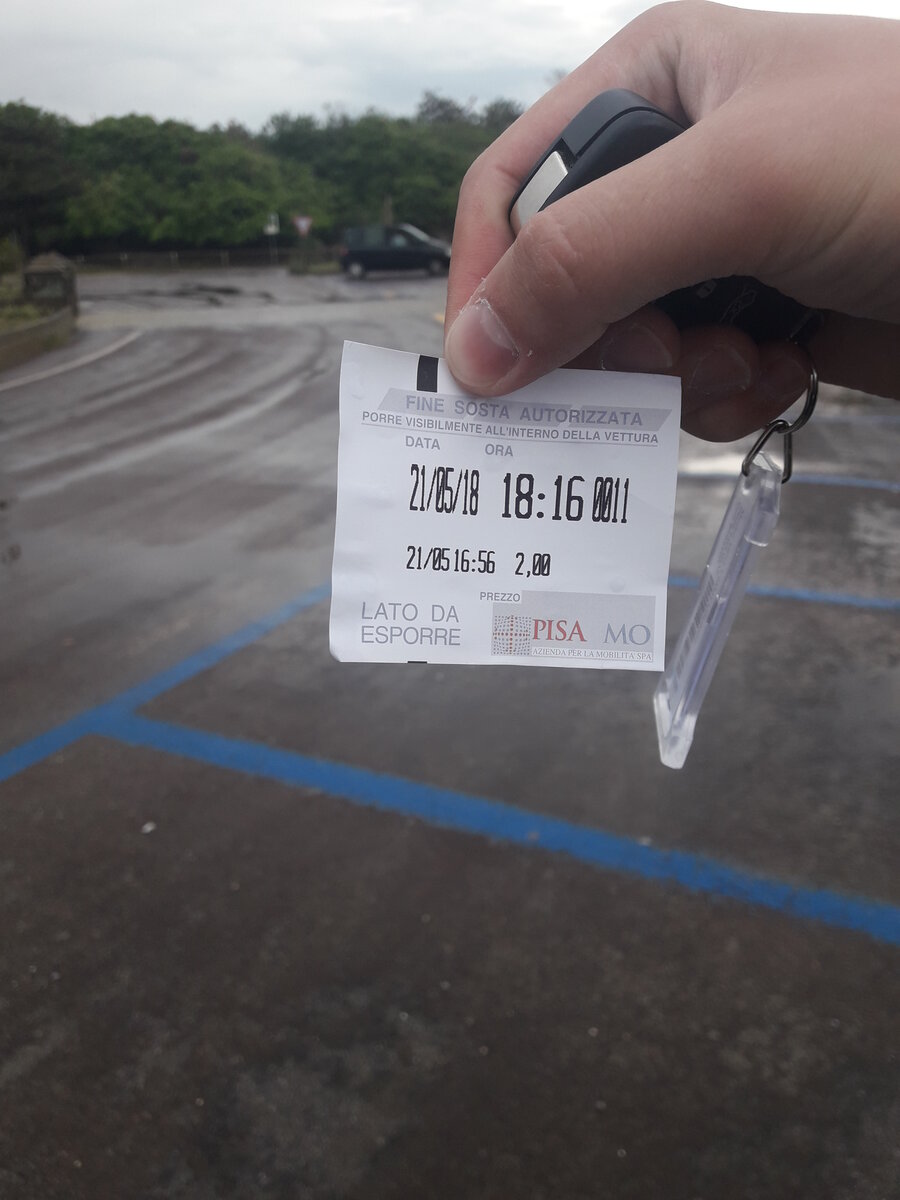 FINE SOSTA AUTORIZZATA
PORRE VISIBILMENTE ALL'INTERNO DELLA VETTURA
DATA ORA
21/05/18 18:16 0011
21/05 16:56 2,00
PREZZO
LATO DA
ESPORRE
PISA MO
AZIENDA PER LA MOBILITA' SPA